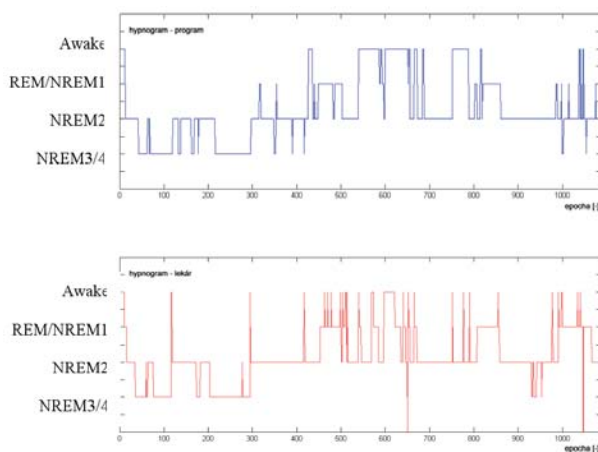 hypnogram - program
Awake
REM/NREM1
NREM2
NREM3/4
0 100 200 300 400 500 600 700 800 900 1000
epocha [-]
hypnogram - lekár
Awake
REM/NREM1
NREM2
NREM3/4
0 100 200 300 400 500 600 700 800 900 1000
epocha [-]